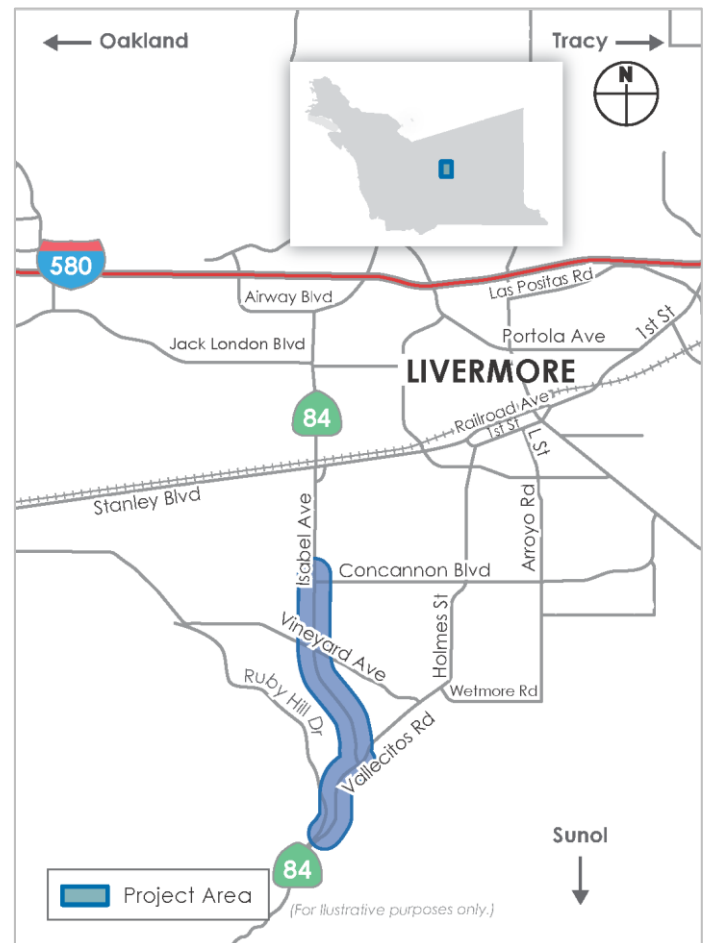 Oakland
Tracy
N
580
Las Positas Rd
Airway Blvd
Portola Ave
1st St
Jack London Blvd
LIVERMORE
84
Railroad Ave
1st St
L St
Stanley Blvd
Isabel Ave
Arroyo Rd
Concannon Blvd
Holmes St
Vineyard Ave
Ruby Hill Dr
Wetmore Rd
Vallecitos Rd
Sunol
84
Project Area
(For llustrative purposes only.)